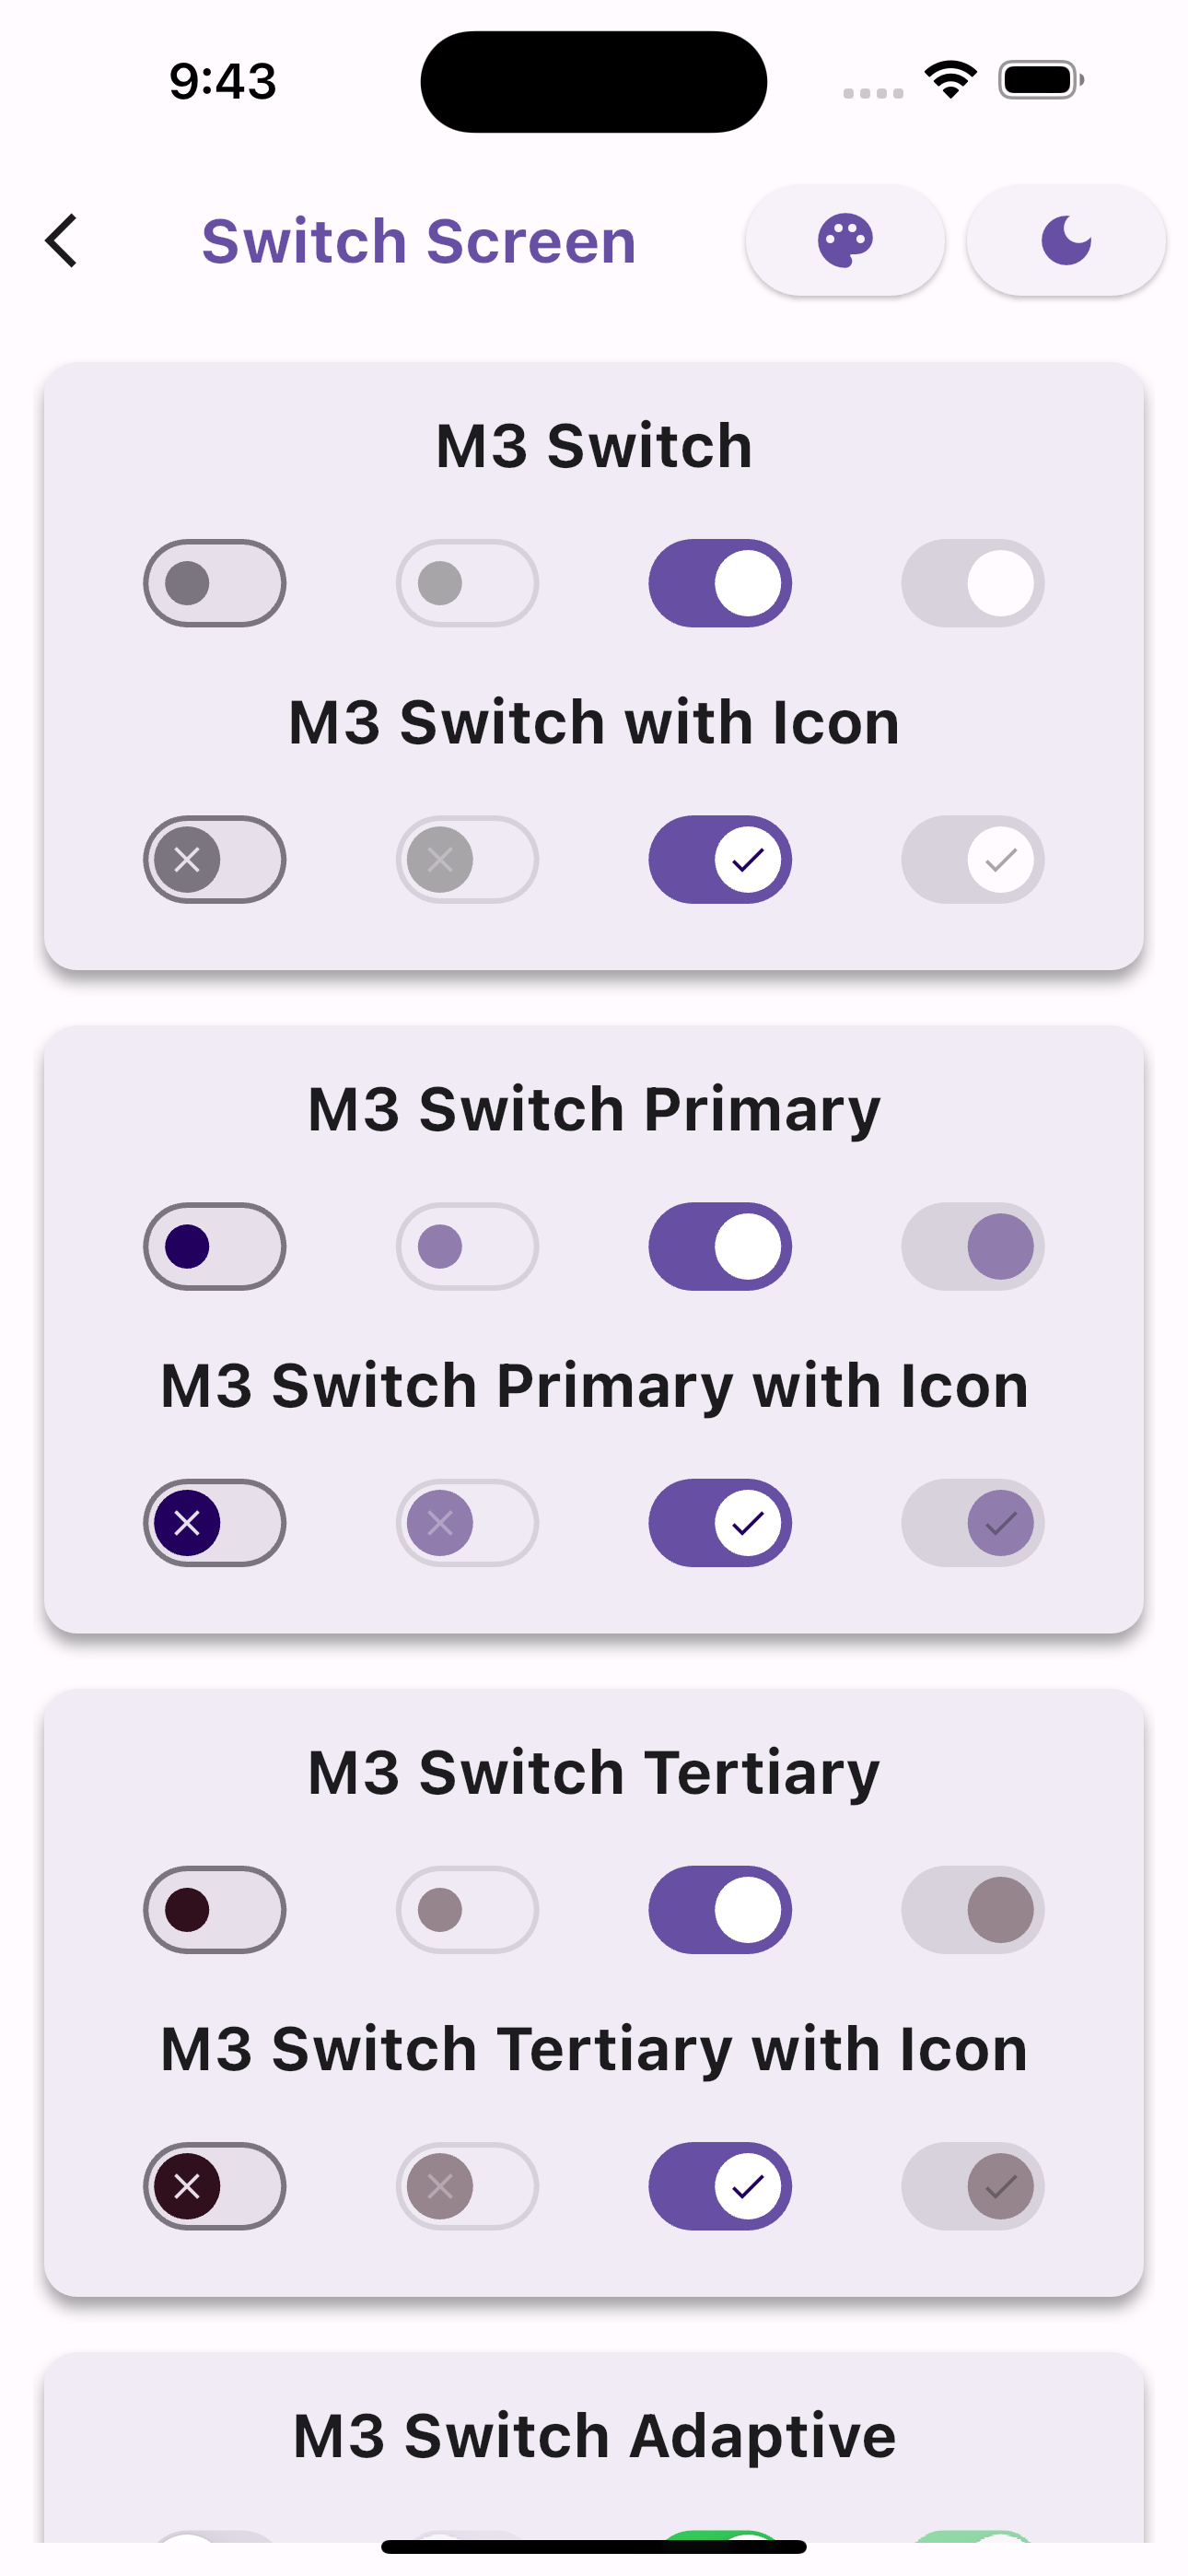 9:43
Switch Screen
M3 Switch
M3 Switch with Icon
M3 Switch Primary
M3 Switch Primary with Icon
M3 Switch Tertiary
M3 Switch Tertiary with Icon
M3 Switch Adaptive